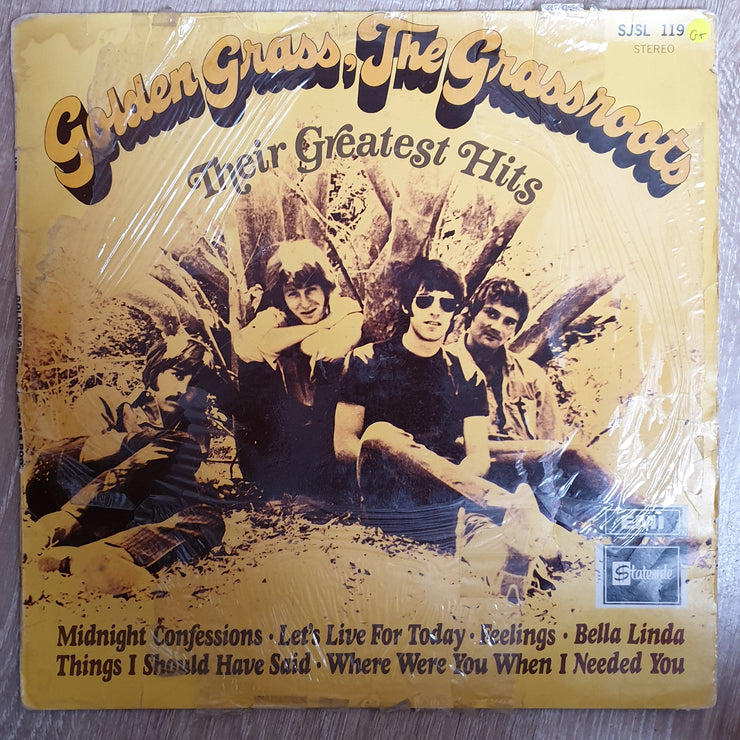 SJSL 119
G+
STEREO
Golden Grass, The Grassroots
Their Greatest Hits
EMI
Stateside
Midnight Confessions · Let's Live For Today · Feelings · Bella Linda
Things I Should Have Said · Where Were You When I Needed You